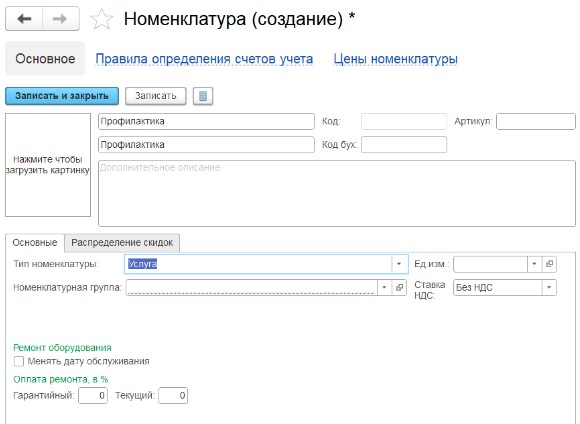 Номенклатура (создание) *
Основное Правила определения счетов учета Цены номенклатуры
Записать и закрыть Записать
Профилактика Код: Артикул:
Профилактика Код бух:
Нажмите чтобы
загрузить картинку
Дополнительное описание
Основные Распределение скидок
Тип номенклатуры: Услуга Ед.изм.:
Номенклатурная группа: Ставка НДС: Без НДС
Ремонт оборудования
Менять дату обслуживания
Оплата ремонта, в %
Гарантийный: 0 Текущий: 0